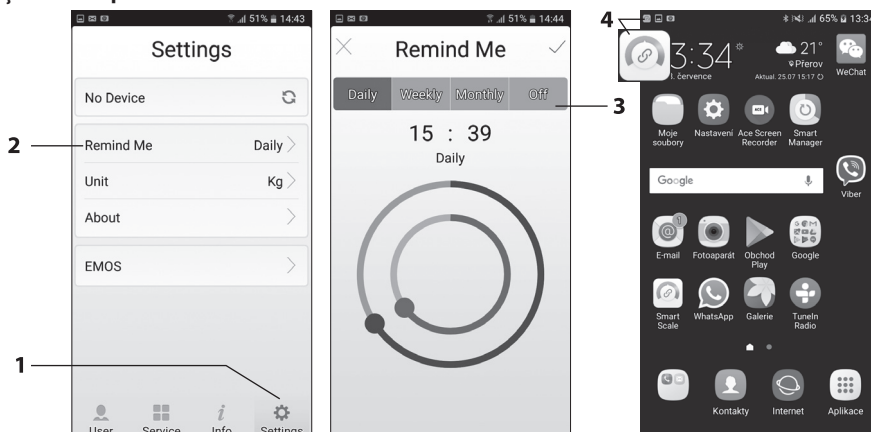 51% 14:43
Settings
No Device
Remind Me Daily
Unit Kg
About
EMOS
User Service Info Settings
1
2
51% 14:44
Remind Me
Daily Weekly Monthly Off
15 : 39
Daily
3
4
65% 13:34
3:34
21°
Přerov
července
Aktual. 25.07 15:17
WeChat
Moje soubory
Nastavení
Ace Screen Recorder
Smart Manager
Google
Viber
E-mail
Fotoaparát
Obchod Play
Google
Smart Scale
WhatsApp
Galerie
TuneIn Radio
Kontakty
Internet
Aplikace